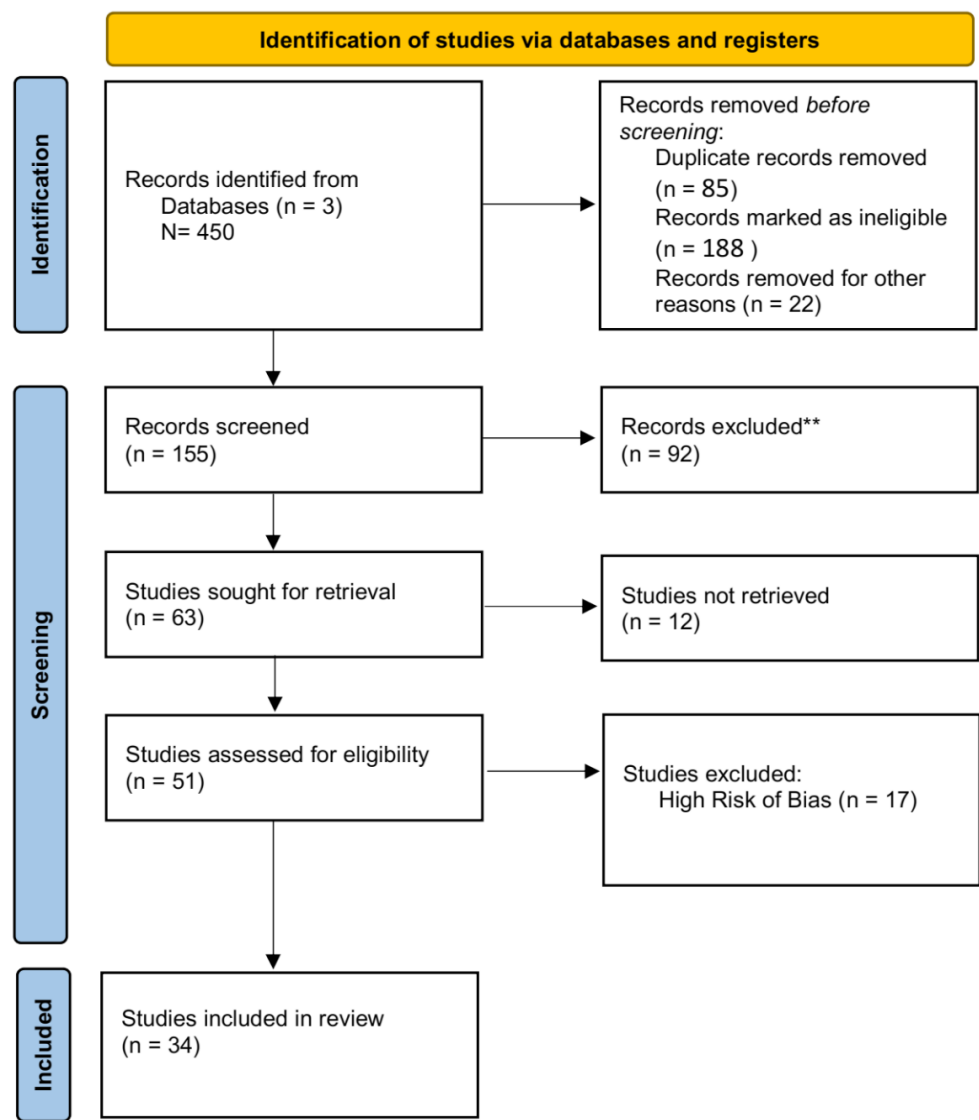 Identification of studies via databases and registers
Identification
Records identified from
Databases (n = 3)
N= 450
Records removed before
screening:
Duplicate records removed
(n = 85)
Records marked as ineligible
(n = 188 )
Records removed for other
reasons (n = 22)
Screening
Records screened
(n = 155)
Records excluded**
(n = 92)
Studies sought for retrieval
(n = 63)
Studies not retrieved
(n = 12)
Studies assessed for eligibility
(n = 51)
Studies excluded:
High Risk of Bias (n = 17)
Included
Studies included in review
(n = 34)